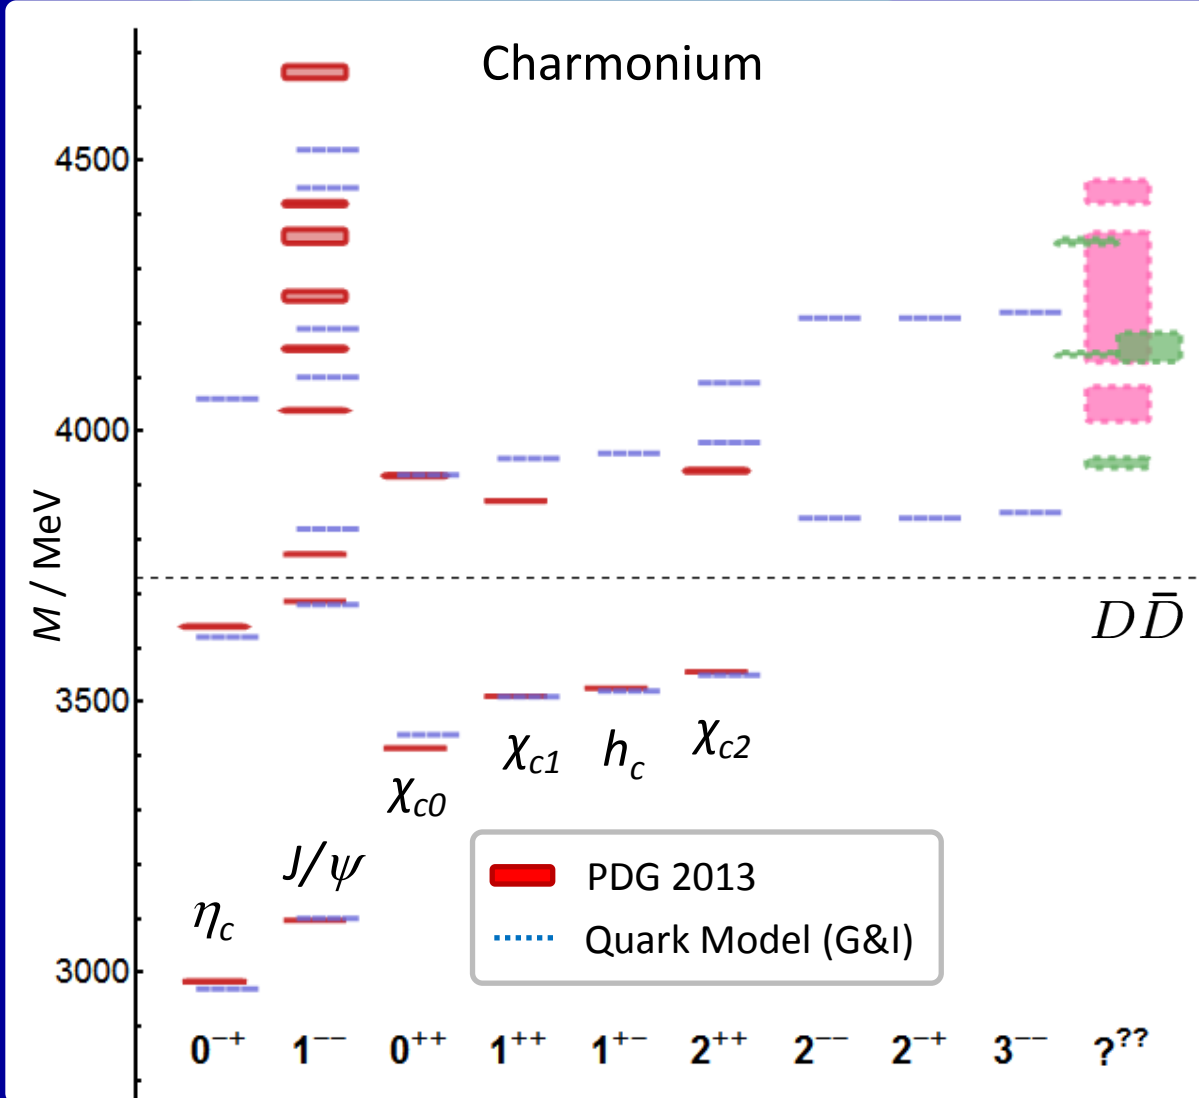 Charmonium
4500
4000
M / MeV
DD̄
3500
χc1 hc χc2
χc0
J/ψ
PDG 2013
ηc
Quark Model (G&I)
3000
0⁻⁺ 1⁻⁻ 0⁺⁺ 1⁺⁺ 1⁺⁻ 2⁺⁺ 2⁻⁻ 2⁻⁺ 3⁻⁻ ?^??